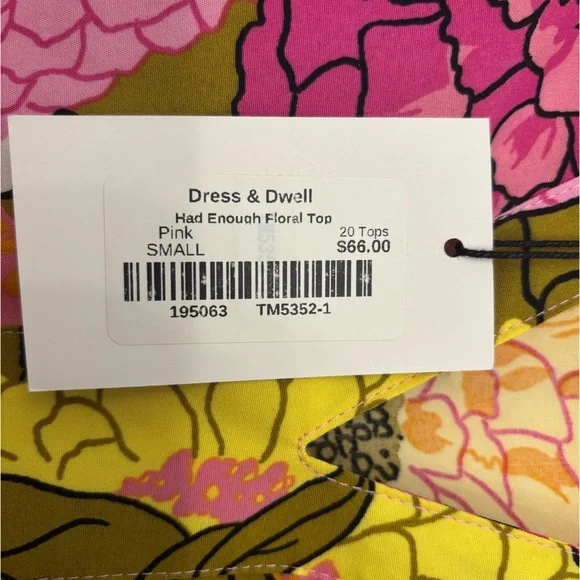 Dress & Dwell
Had Enough Floral Top
Pink 20 Tops
SMALL $66.00
195063 TM5352-1